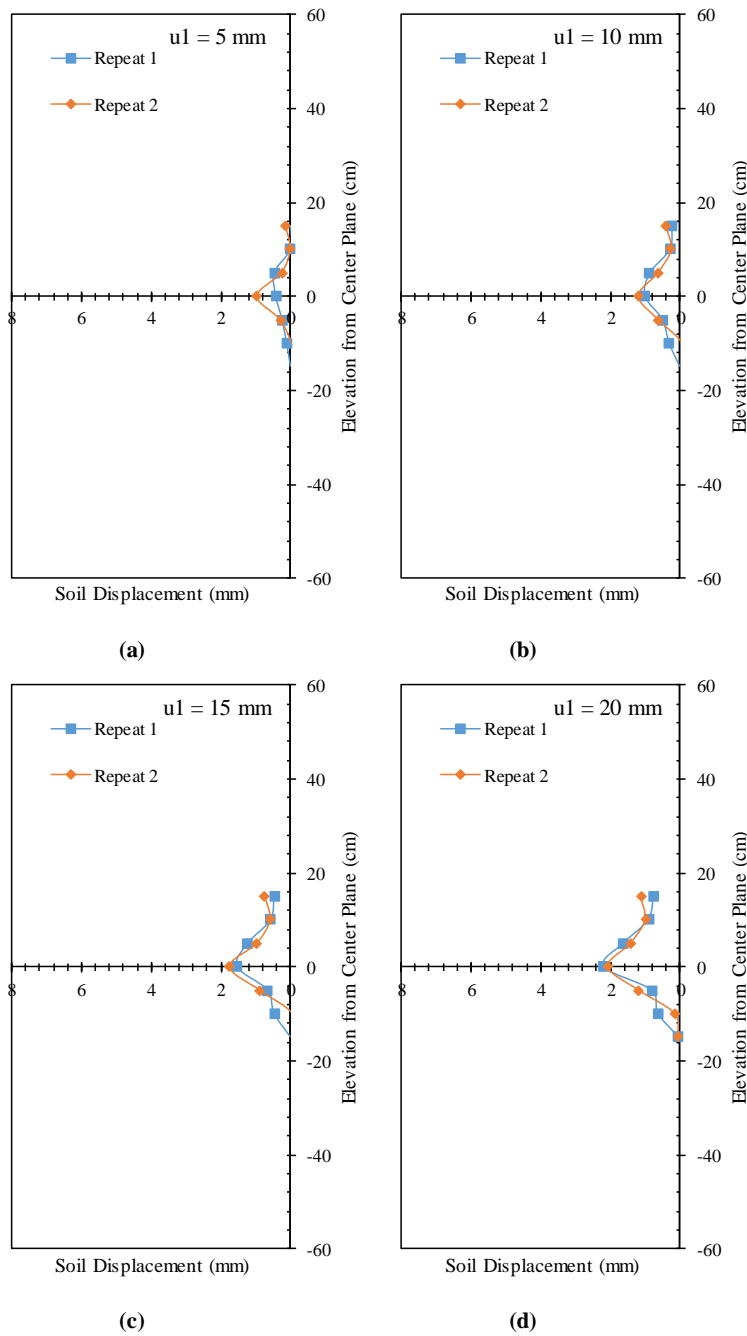 u1 = 5 mm
Repeat 1
Repeat 2
60
40
20
0
-20
-40
-60
8
6
4
2
0
Elevation from Center Plane (cm)
Soil Displacement (mm)
(a)
u1 = 10 mm
Repeat 1
Repeat 2
60
40
20
0
-20
-40
-60
8
6
4
2
0
Elevation from Center Plane (cm)
Soil Displacement (mm)
(b)
u1 = 15 mm
Repeat 1
Repeat 2
60
40
20
0
-20
-40
-60
8
6
4
2
0
Elevation from Center Plane (cm)
Soil Displacement (mm)
(c)
u1 = 20 mm
Repeat 1
Repeat 2
60
40
20
0
-20
-40
-60
8
6
4
2
0
Elevation from Center Plane (cm)
Soil Displacement (mm)
(d)